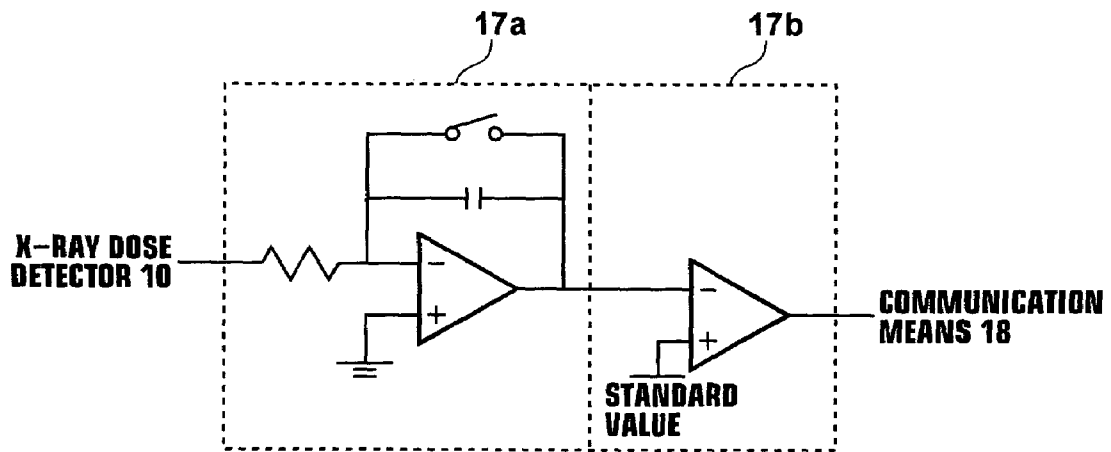 17a
17b
X-RAY DOSE
DETECTOR 10
−
+
−
+
COMMUNICATION
MEANS 18
STANDARD
VALUE